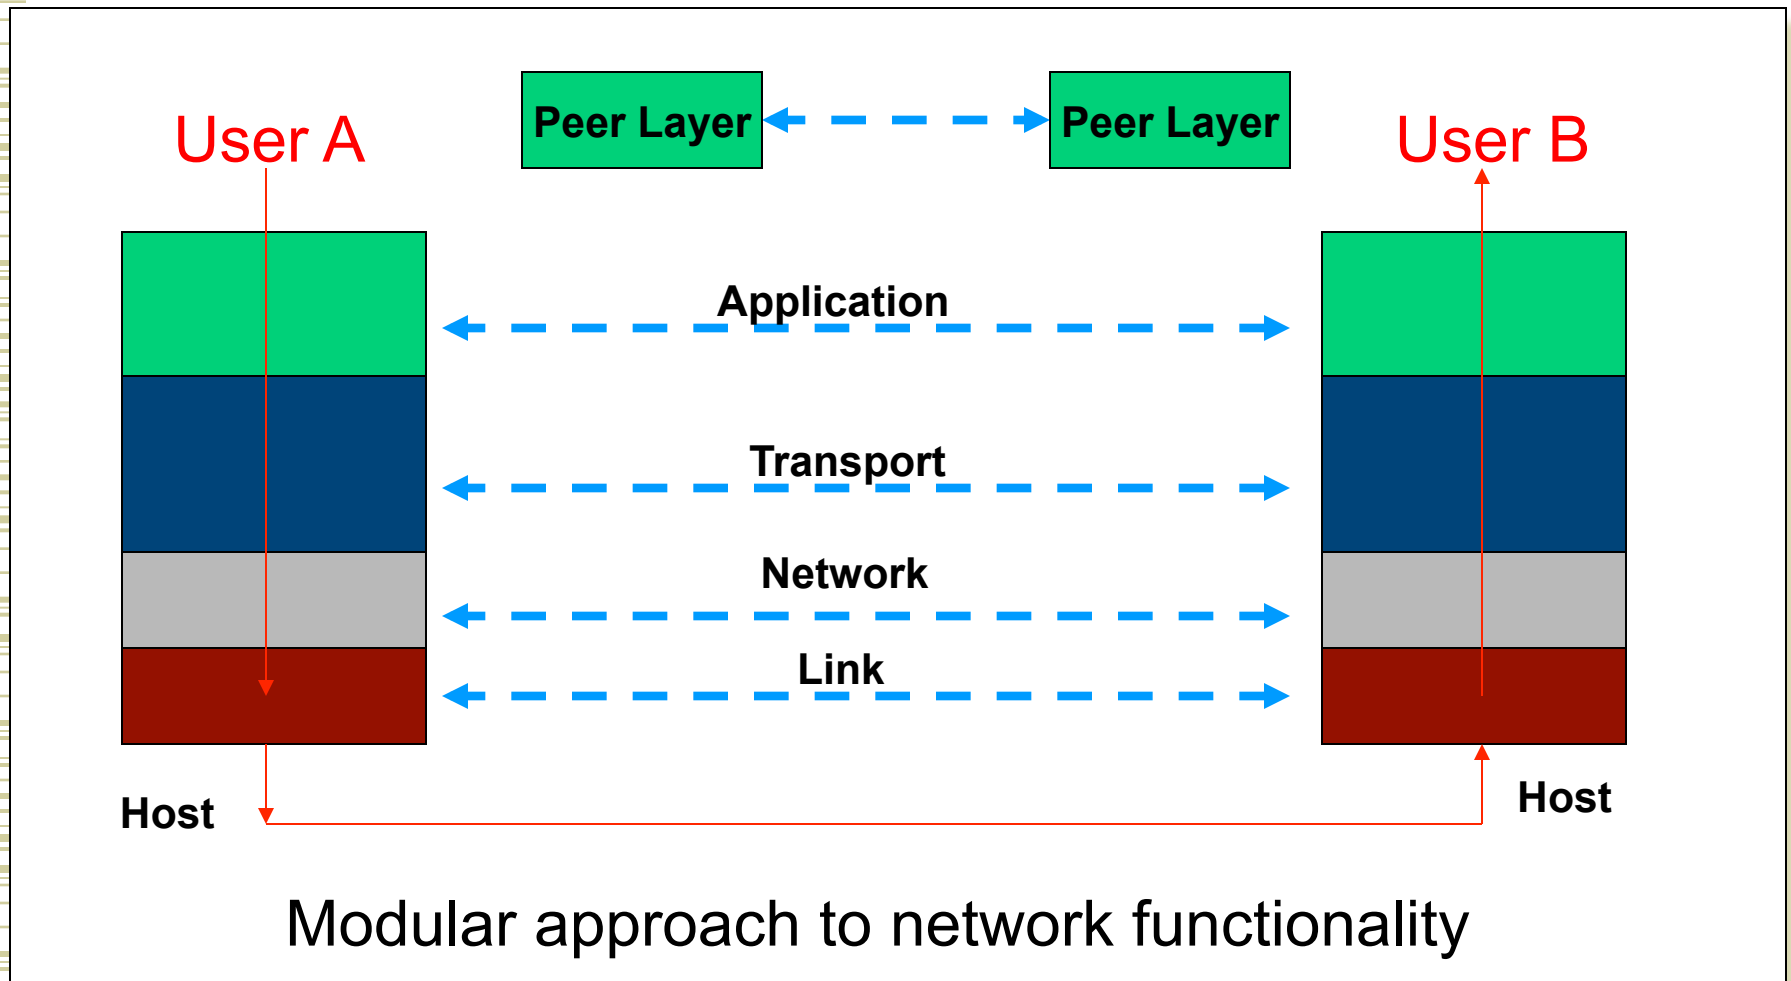 Peer Layer
Peer Layer
User A
User B
Application
Transport
Network
Link
Host
Host
Modular approach to network functionality